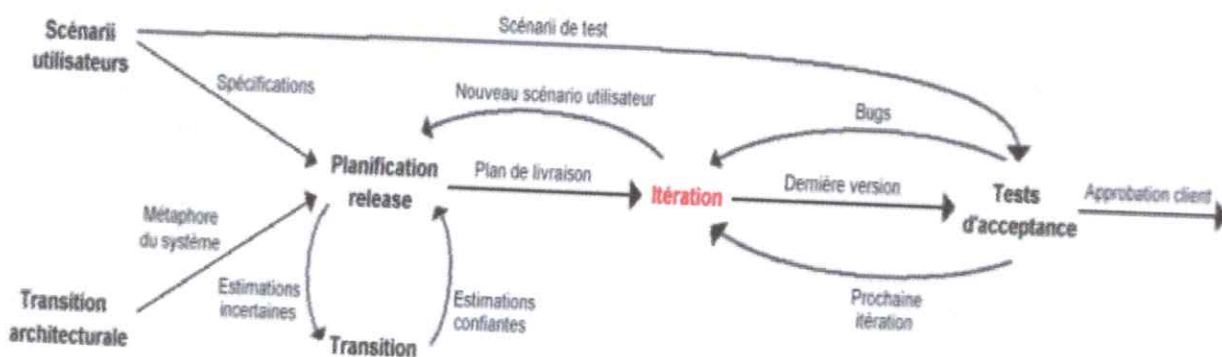 Scénarii
utilisateurs
Scénarii de test
Spécifications
Nouveau scénario utilisateur
Bugs
Planification
release
Plan de livraison
Itération
Dernière version
Tests
d'acceptance
Approbation client
Métaphore
du système
Transition
architecturale
Estimations
incertaines
Estimations
confiantes
Prochaine
itération
Transition